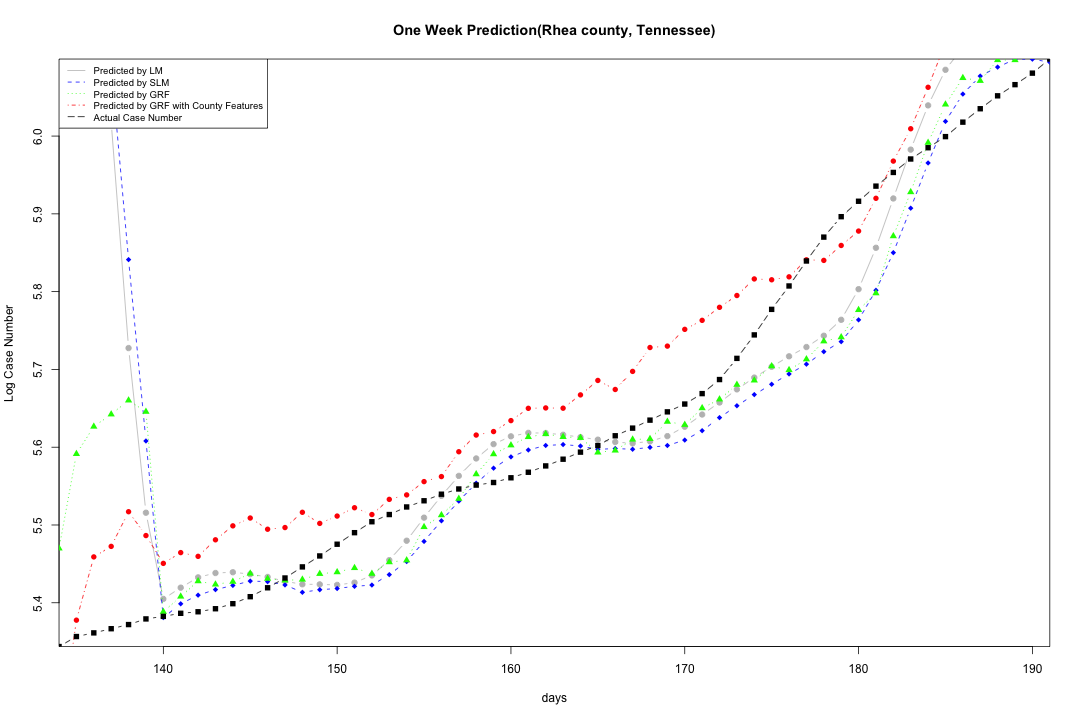 One Week Prediction(Rhea county, Tennessee)
Predicted by LM
Predicted by SLM
Predicted by GRF
Predicted by GRF with County Features
Actual Case Number
6.0
5.9
5.8
5.7
5.6
5.5
5.4
Log Case Number
140 150 160 170 180 190
days